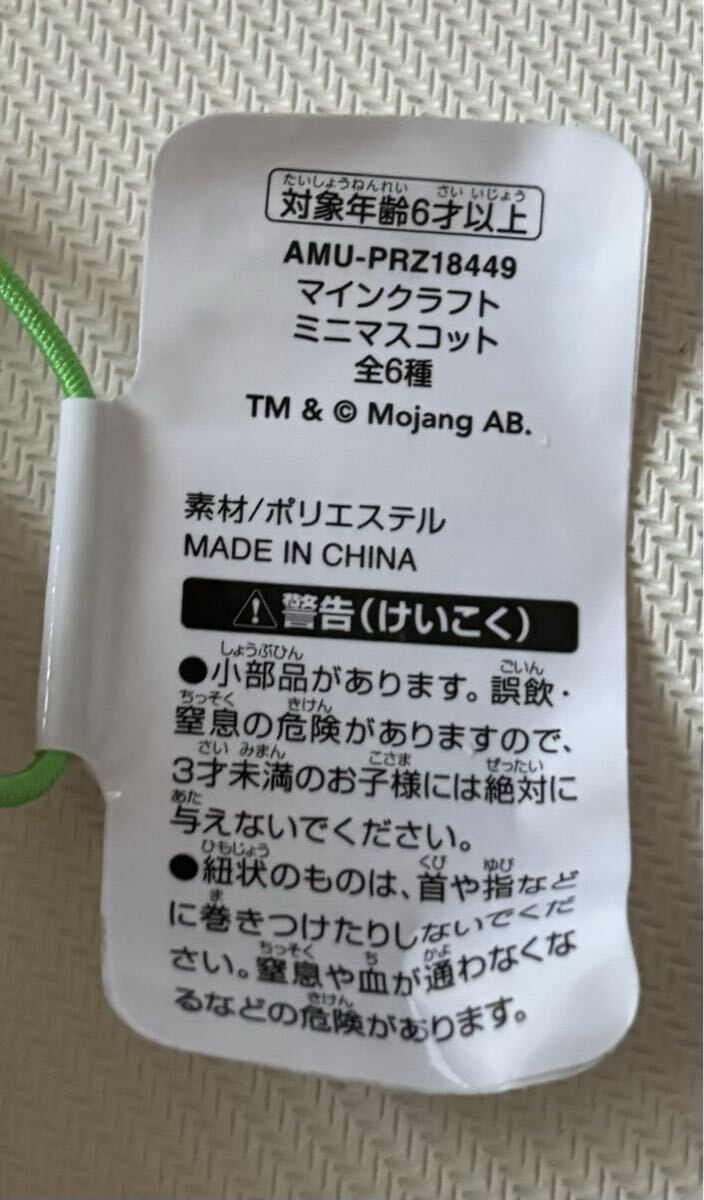 たいしょうねんれい さい いじょう
対象年齢6才以上
AMU-PRZ18449
マインクラフト
ミニマスコット
全6種
TM & © Mojang AB.
素材/ポリエステル
MADE IN CHINA
警告(けいこく)
しょうぶひん ごいん
●小部品があります。誤飲・
ちっそく きけん
窒息の危険がありますので、
さい みまん こさま ぜったい
3才未満のお子様には絶対に
あた
与えないでください。
ひもじょう くび ゆび
●紐状のものは、首や指など
ま
に巻きつけたりしないでくだ
ちっそく ち かよ
さい。窒息や血が通わなくな
きけん
るなどの危険があります。